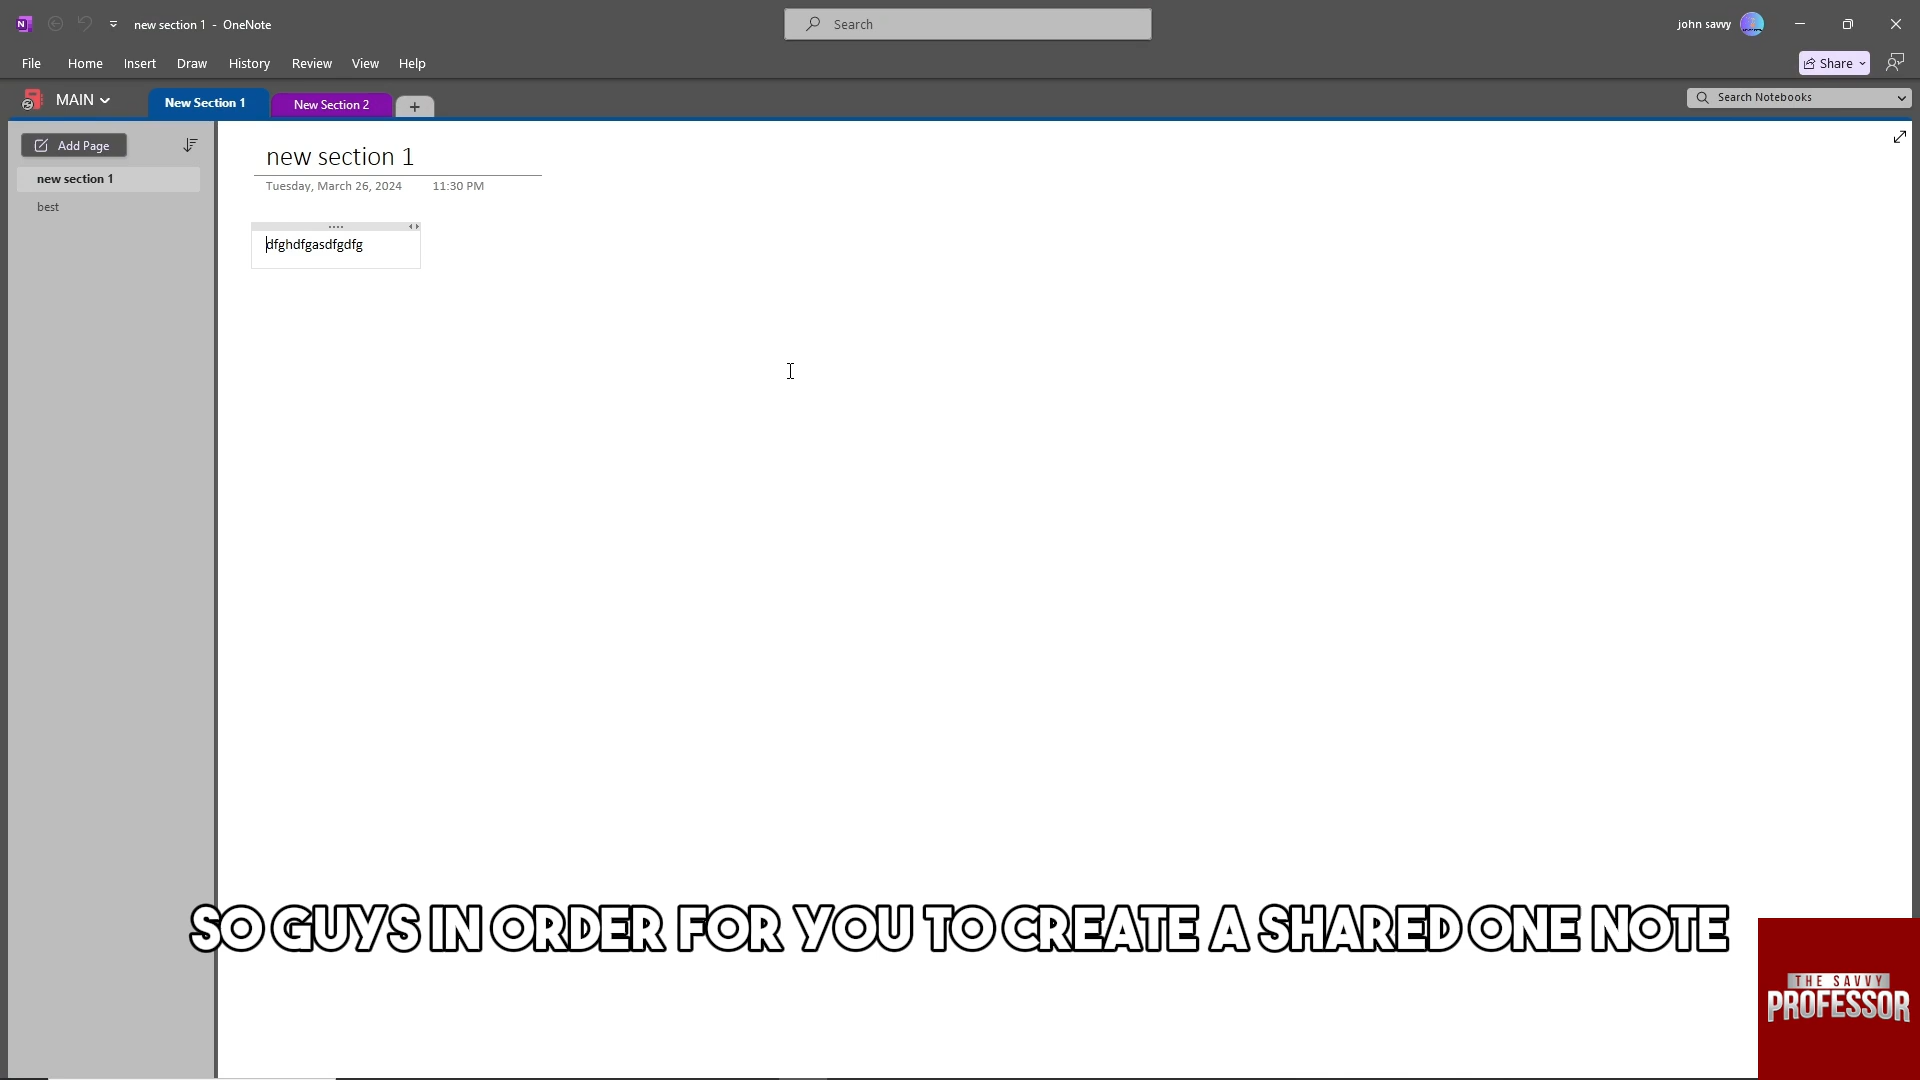 new section 1 - OneNote
Search
john savvy
File Home Insert Draw History Review View Help
Share
MAIN
New Section 1
New Section 2
+
Search Notebooks
Add Page
new section 1
best
new section 1
Tuesday, March 26, 2024 11:30 PM
dfghdfgasdfgdfg
SO GUYS IN ORDER FOR YOU TO CREATE A SHARED ONE NOTE
THE SAVVY
PROFESSOR